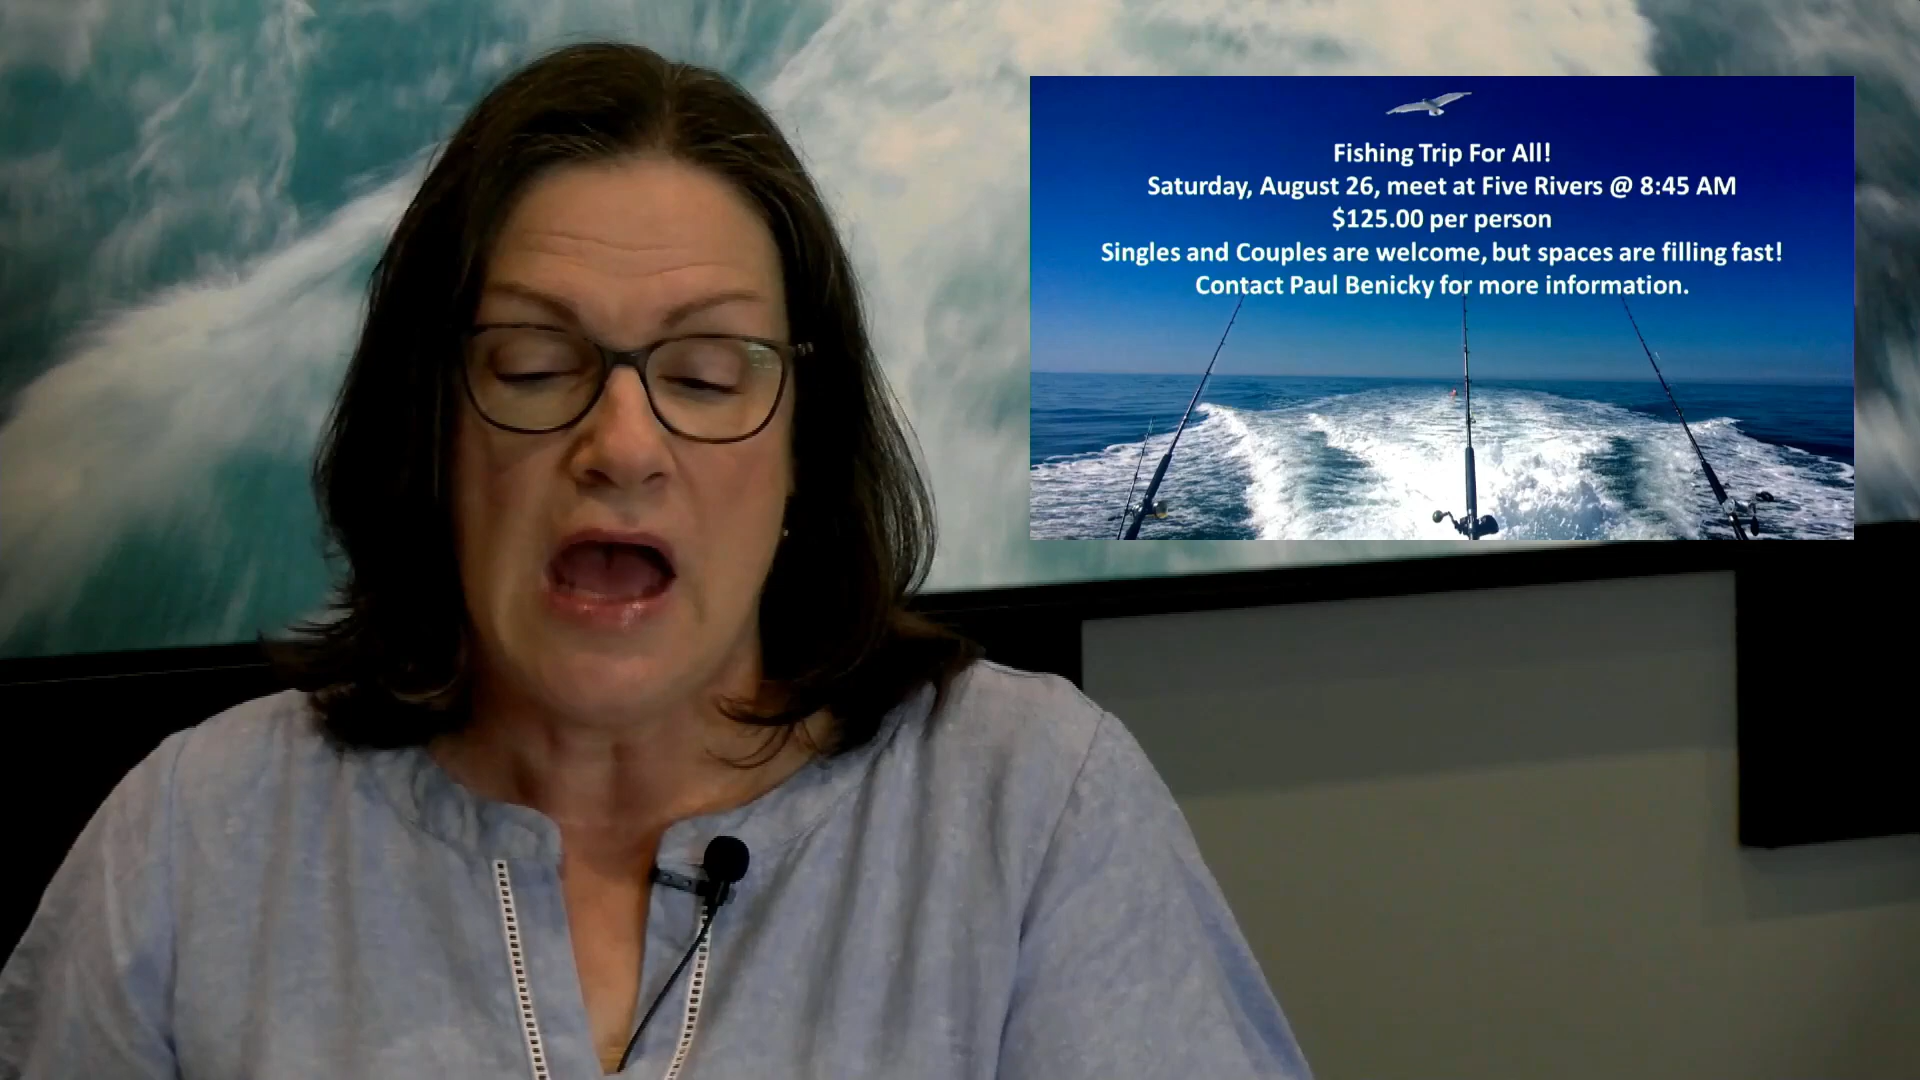 Fishing Trip For All!
Saturday, August 26, meet at Five Rivers @ 8:45 AM
$125.00 per person
Singles and Couples are welcome, but spaces are filling fast!
Contact Paul Benicky for more information.